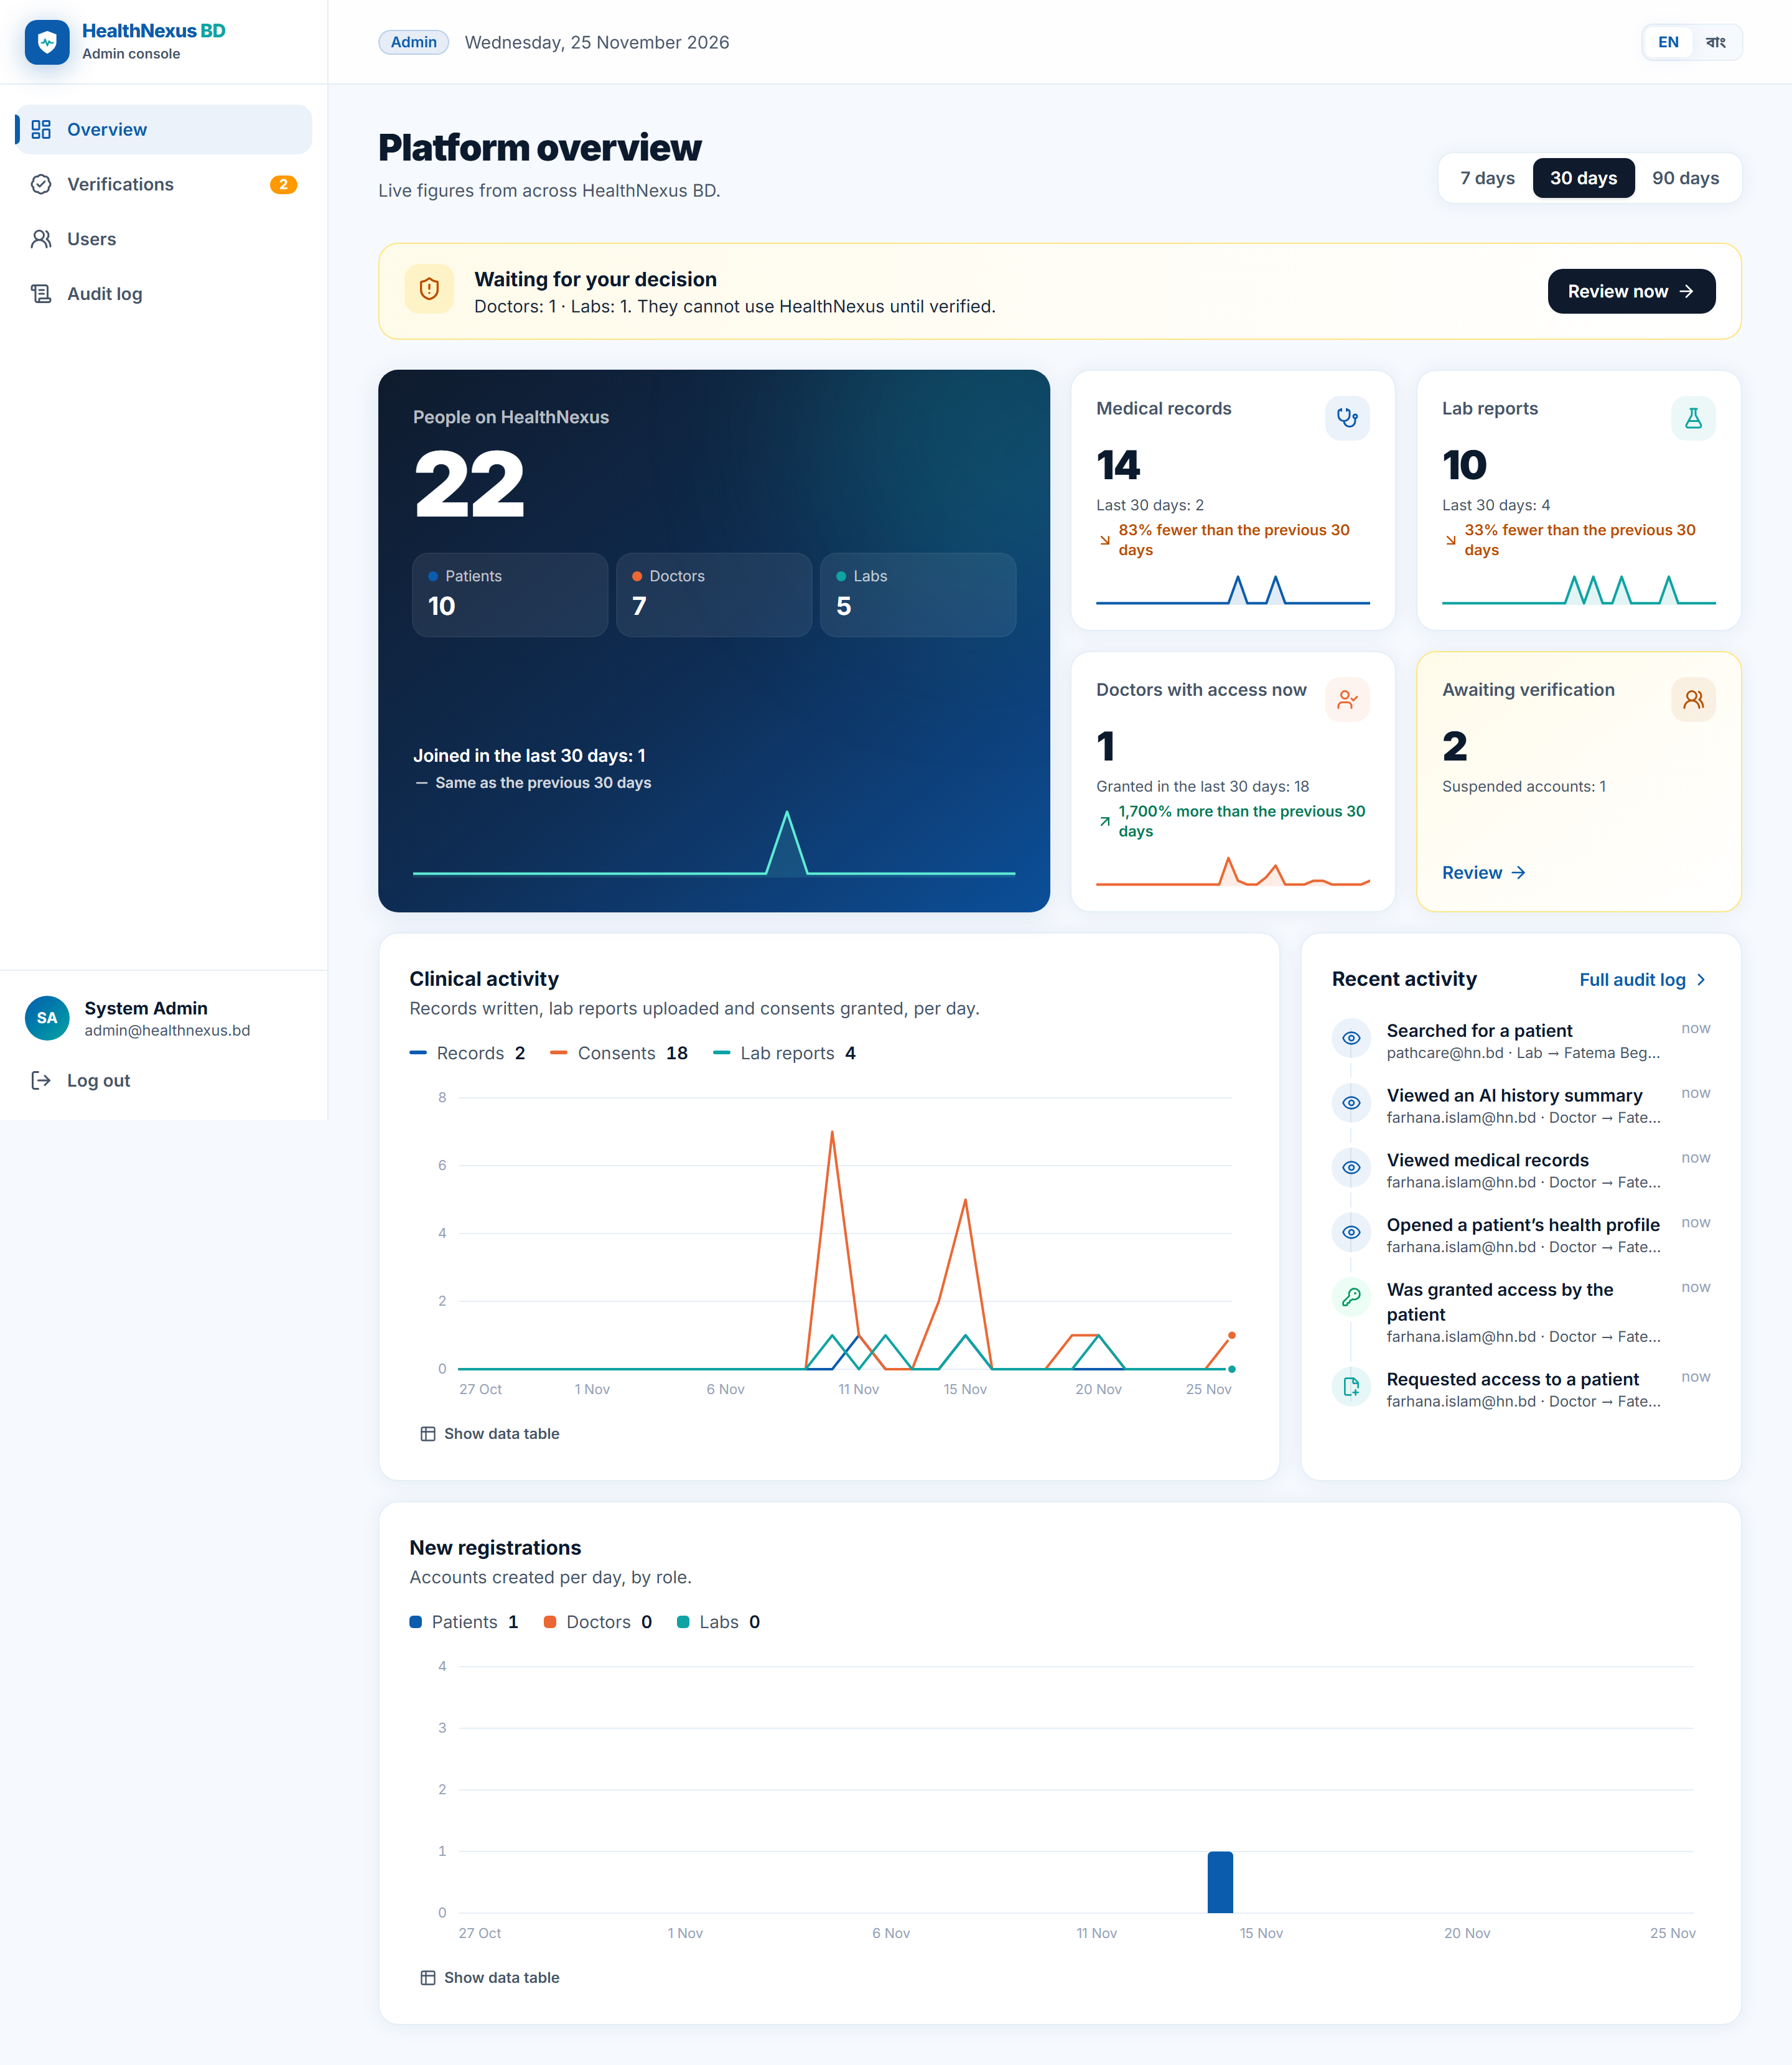 HealthNexus BD
Admin console
Overview
Verifications 2
Users
Audit log
System Admin
SA
admin@healthnexus.bd
Log out
Admin Wednesday, 25 November 2026
EN বাং
Platform overview
Live figures from across HealthNexus BD.
7 days 30 days 90 days
Waiting for your decision
Doctors: 1 · Labs: 1. They cannot use HealthNexus until verified.
Review now
People on HealthNexus
22
Patients
10
Doctors
7
Labs
5
Joined in the last 30 days: 1
Same as the previous 30 days
Medical records
14
Last 30 days: 2
83% fewer than the previous 30
days
Lab reports
10
Last 30 days: 4
33% fewer than the previous 30
days
Doctors with access now
1
Granted in the last 30 days: 18
1,700% more than the previous 30
days
Awaiting verification
2
Suspended accounts: 1
Review
Clinical activity
Records written, lab reports uploaded and consents granted, per day.
Records 2 Consents 18 Lab reports 4
8
6
4
2
0
27 Oct 1 Nov 6 Nov 11 Nov 15 Nov 20 Nov 25 Nov
Show data table
Recent activity
Full audit log
Searched for a patient now
pathcare@hn.bd · Lab → Fatema Beg...
Viewed an AI history summary now
farhana.islam@hn.bd · Doctor → Fate...
Viewed medical records now
farhana.islam@hn.bd · Doctor → Fate...
Opened a patient’s health profile now
farhana.islam@hn.bd · Doctor → Fate...
Was granted access by the now
patient
farhana.islam@hn.bd · Doctor → Fate...
Requested access to a patient now
farhana.islam@hn.bd · Doctor → Fate...
New registrations
Accounts created per day, by role.
Patients 1 Doctors 0 Labs 0
4
3
2
1
0
27 Oct 1 Nov 6 Nov 11 Nov 15 Nov 20 Nov 25 Nov
Show data table